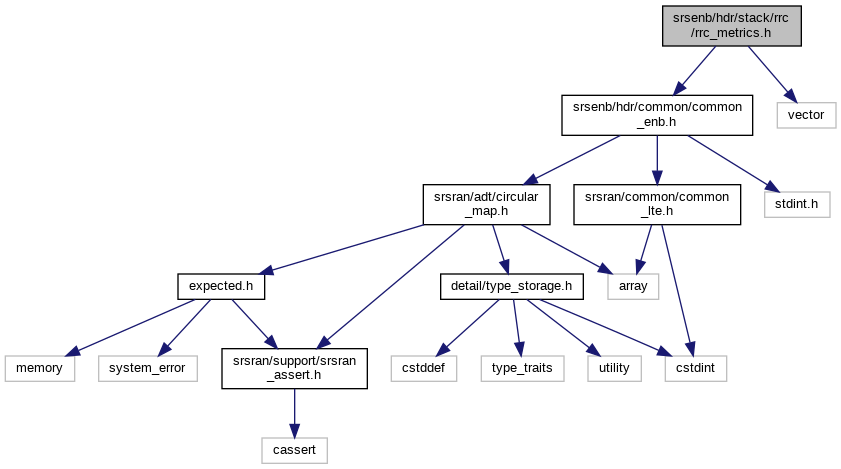 srsenb/hdr/stack/rrc
/rrc_metrics.h
srsenb/hdr/common/common
_enb.h
vector
srsran/adt/circular
_map.h
srsran/common/common
_lte.h
stdint.h
expected.h
detail/type_storage.h
array
memory
system_error
srsran/support/srsran
_assert.h
cstddef
type_traits
utility
cstdint
cassert